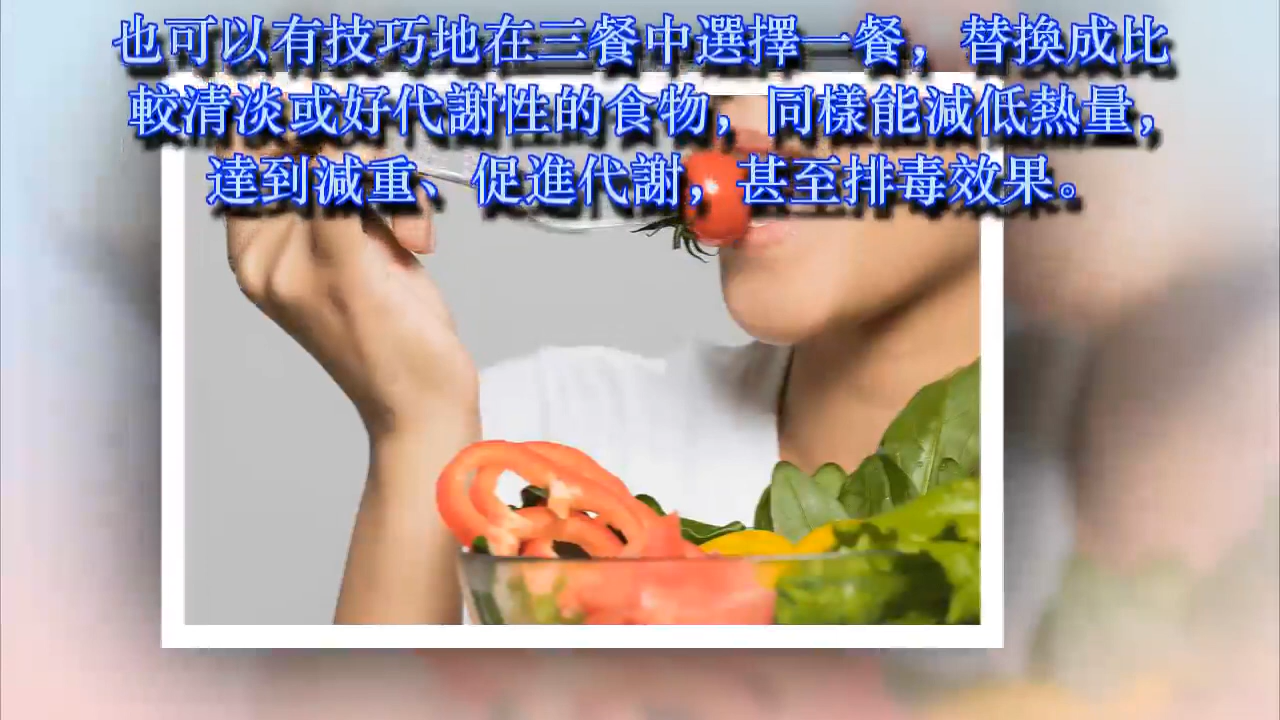 也可以有技巧地在三餐中選擇一餐，替換成比
較清淡或好代謝性的食物，同樣能減低熱量，
達到減重、促進代謝，甚至排毒效果。